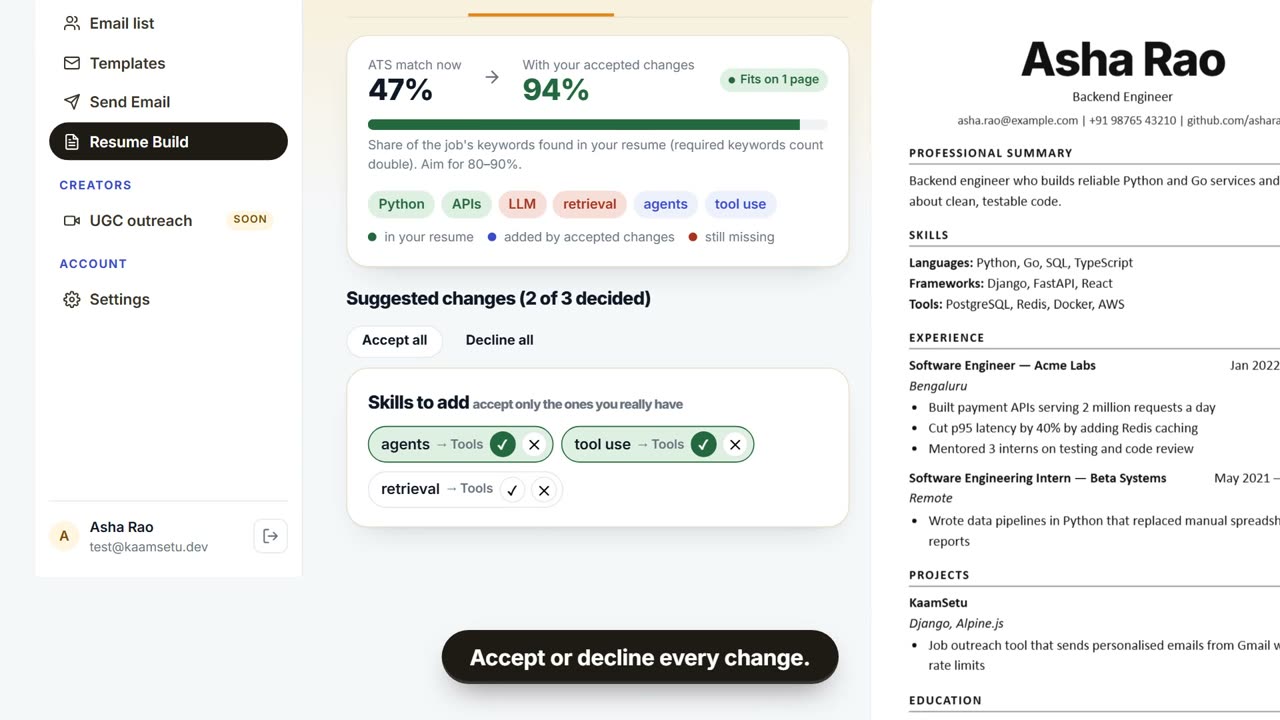 Email list
Templates
Send Email
Resume Build
CREATORS
UGC outreach SOON
ACCOUNT
Settings
A
Asha Rao
test@kaamsetu.dev
ATS match now
47%
→
With your accepted changes
94%
Fits on 1 page
Share of the job's keywords found in your resume (required keywords count
double). Aim for 80–90%.
Python APIs LLM retrieval agents tool use
in your resume added by accepted changes still missing
Suggested changes (2 of 3 decided)
Accept all Decline all
Skills to add accept only the ones you really have
agents → Tools ✓ ✕ tool use → Tools ✓ ✕
retrieval → Tools ✓ ✕
Accept or decline every change.
Asha Rao
Backend Engineer
asha.rao@example.com | +91 98765 43210 | github.com/ashara
PROFESSIONAL SUMMARY
Backend engineer who builds reliable Python and Go services and
about clean, testable code.
SKILLS
Languages: Python, Go, SQL, TypeScript
Frameworks: Django, FastAPI, React
Tools: PostgreSQL, Redis, Docker, AWS
EXPERIENCE
Software Engineer — Acme Labs Jan 2022
Bengaluru
• Built payment APIs serving 2 million requests a day
• Cut p95 latency by 40% by adding Redis caching
• Mentored 3 interns on testing and code review
Software Engineering Intern — Beta Systems May 2021 –
Remote
• Wrote data pipelines in Python that replaced manual spreadsh
reports
PROJECTS
KaamSetu
Django, Alpine.js
• Job outreach tool that sends personalised emails from Gmail w
rate limits
EDUCATION